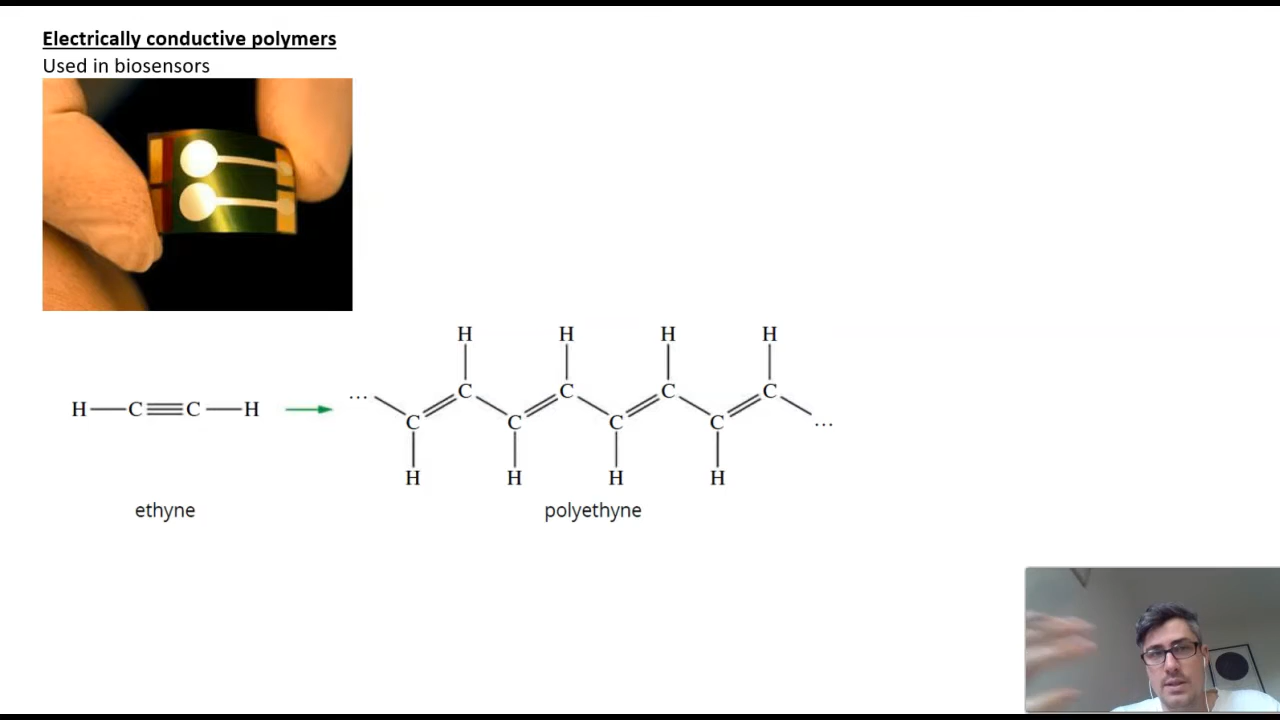 Electrically conductive polymers
Used in biosensors
H H H H
H C C H ... C C C C C C C C ...
H H H H
ethyne polyethyne